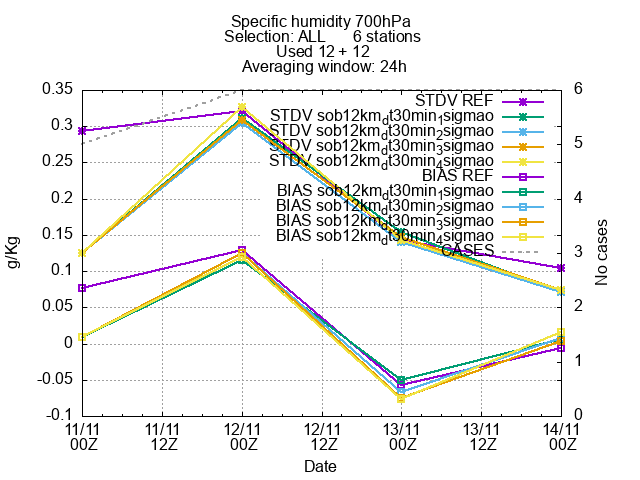 Specific humidity 700hPa
Selection: ALL 6 stations
Used 12 + 12
Averaging window: 24h
0.35
0.3
0.25
0.2
0.15
0.1
0.05
0
-0.05
-0.1
g/Kg
6
5
4
3
2
1
0
No cases
STDV REF
STDV sob12km_dt30min_1sigmao
STDV sob12km_dt30min_2sigmao
STDV sob12km_dt30min_3sigmao
STDV sob12km_dt30min_4sigmao
BIAS REF
BIAS sob12km_dt30min_1sigmao
BIAS sob12km_dt30min_2sigmao
BIAS sob12km_dt30min_3sigmao
BIAS sob12km_dt30min_4sigmao
CASES
11/11 11/11 12/11 12/11 13/11 13/11 14/11
00Z 12Z 00Z 12Z 00Z 12Z 00Z
Date